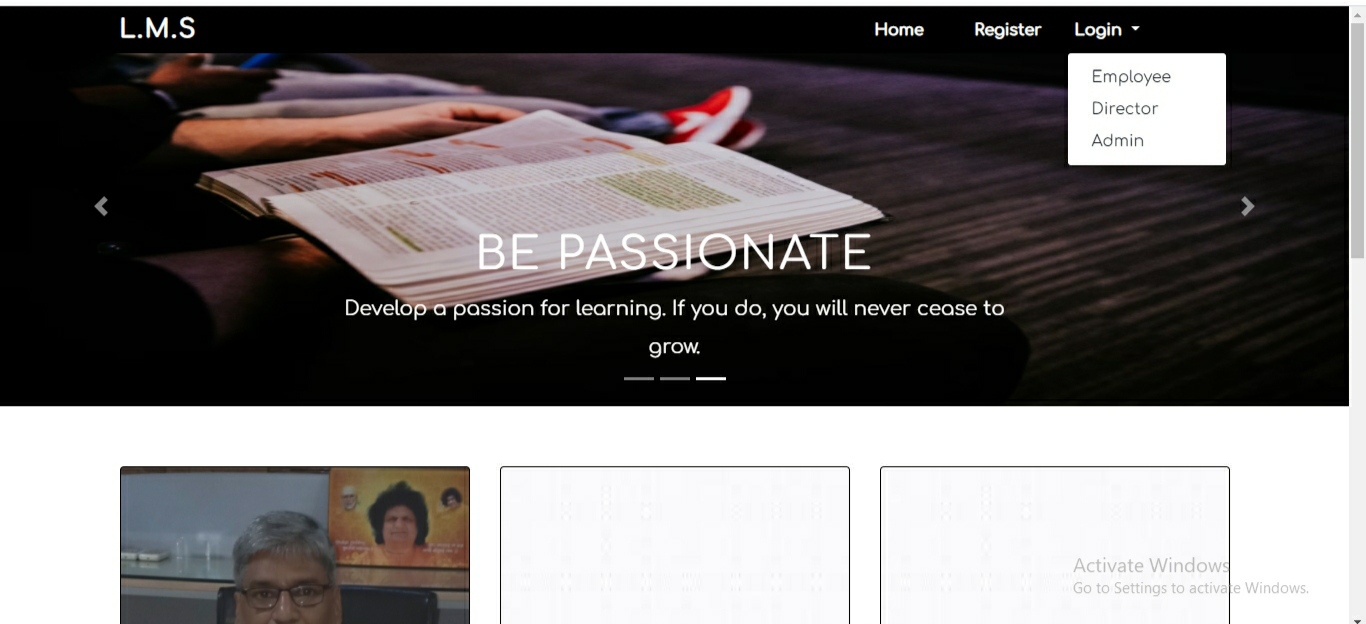 L.M.S
Home
Register
Login
Employee
Director
Admin
BE PASSIONATE
Develop a passion for learning. If you do, you will never cease to
grow.
Activate Windows
Go to Settings to activate Windows.